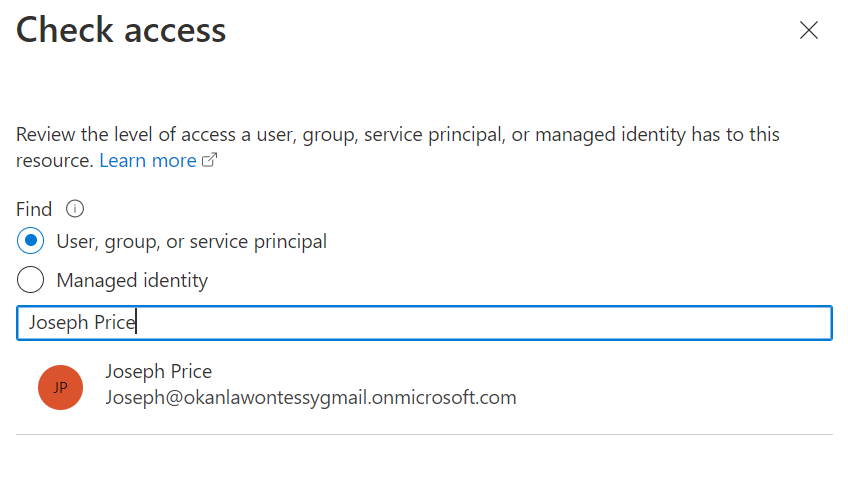 Check access
Review the level of access a user, group, service principal, or managed identity has to this
resource. Learn more
Find
User, group, or service principal
Managed identity
Joseph Price
JP
Joseph Price
Joseph@okanlawontessygmail.onmicrosoft.com